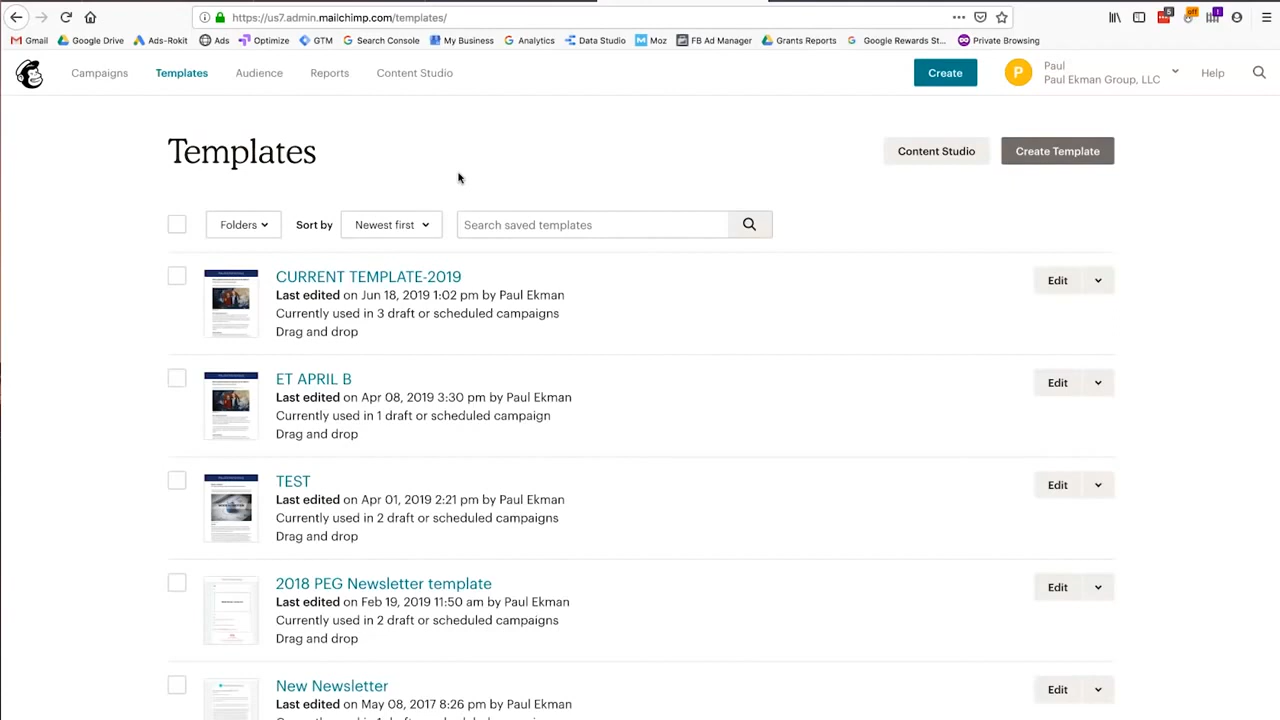 https://us7.admin.mailchimp.com/templates/
5 off !
Gmail Google Drive Ads-Rokit Ads Optimize GTM Search Console My Business Analytics Data Studio Moz FB Ad Manager Grants Reports Google Rewards St... Private Browsing
Campaigns Templates Audience Reports Content Studio Create P Paul Help
Paul Ekman Group, LLC
Templates Content Studio Create Template
Folders Sort by Newest first Search saved templates
CURRENT TEMPLATE-2019 Edit
Last edited on Jun 18, 2019 1:02 pm by Paul Ekman
Currently used in 3 draft or scheduled campaigns
Drag and drop
ET APRIL B Edit
Last edited on Apr 08, 2019 3:30 pm by Paul Ekman
Currently used in 1 draft or scheduled campaign
Drag and drop
TEST Edit
Last edited on Apr 01, 2019 2:21 pm by Paul Ekman
Currently used in 2 draft or scheduled campaigns
Drag and drop
2018 PEG Newsletter template Edit
Last edited on Feb 19, 2019 11:50 am by Paul Ekman
Currently used in 2 draft or scheduled campaigns
Drag and drop
New Newsletter Edit
Last edited on May 08, 2017 8:26 pm by Paul Ekman